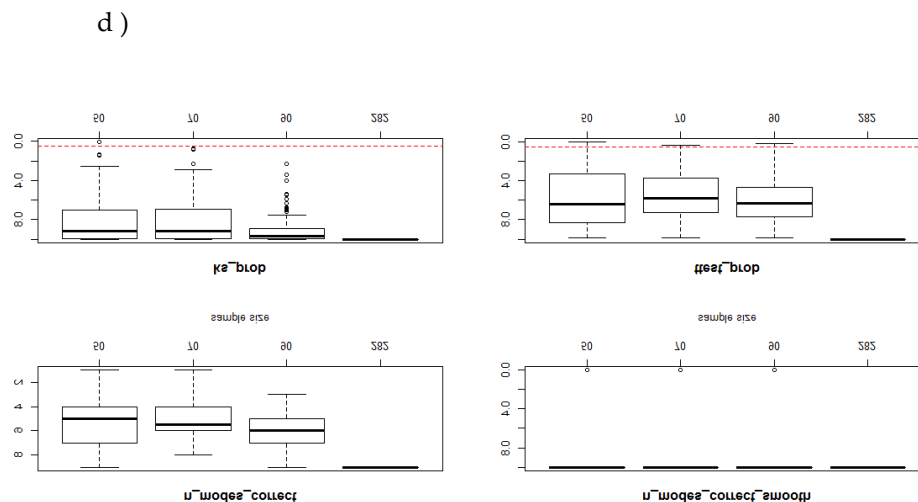 d )
50 70 90 282
50 70 90 282
0.0
0.4
0.8
0.0
0.4
0.8
ks_prob
ttest_prob
sample size
sample size
50 70 90 282
50 70 90 282
2
4
6
8
0.0
0.4
0.8
n_modes_correct
n_modes_correct_smooth